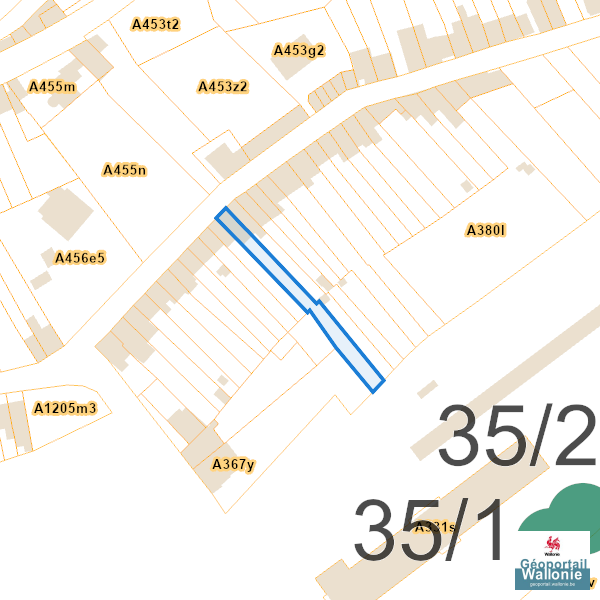 A453t2
A453g2
A455m
A453z2
A455n
A380l
A456e5
A1205m3
35/2
A367y
35/1
A331s
Wallonie
Géoportail
Wallonie
geoportail.wallonie.be
v